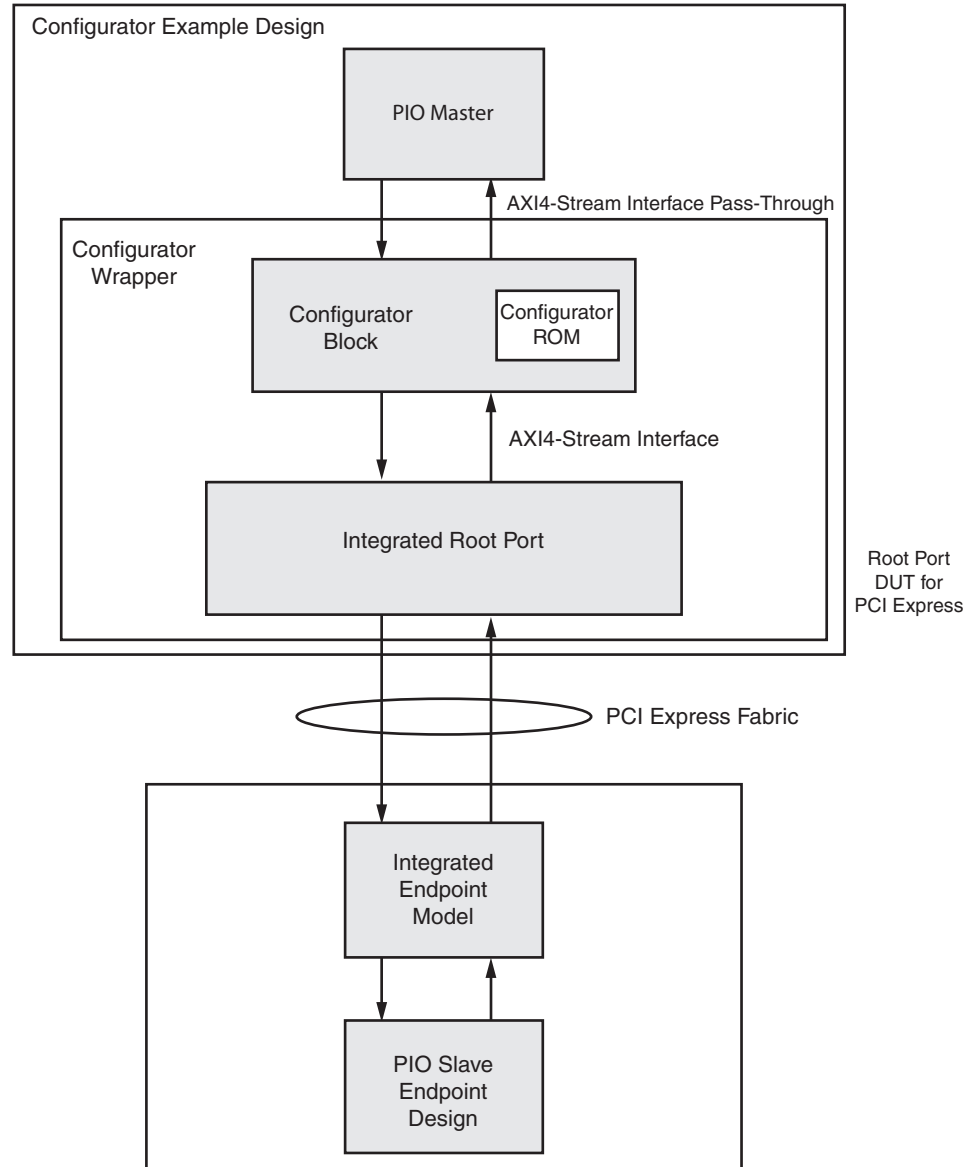 Configurator Example Design
PIO Master
AXI4-Stream Interface Pass-Through
Configurator
Wrapper
Configurator
Block
Configurator
ROM
AXI4-Stream Interface
Integrated Root Port
Root Port
DUT for
PCI Express
PCI Express Fabric
Integrated
Endpoint
Model
PIO Slave
Endpoint
Design